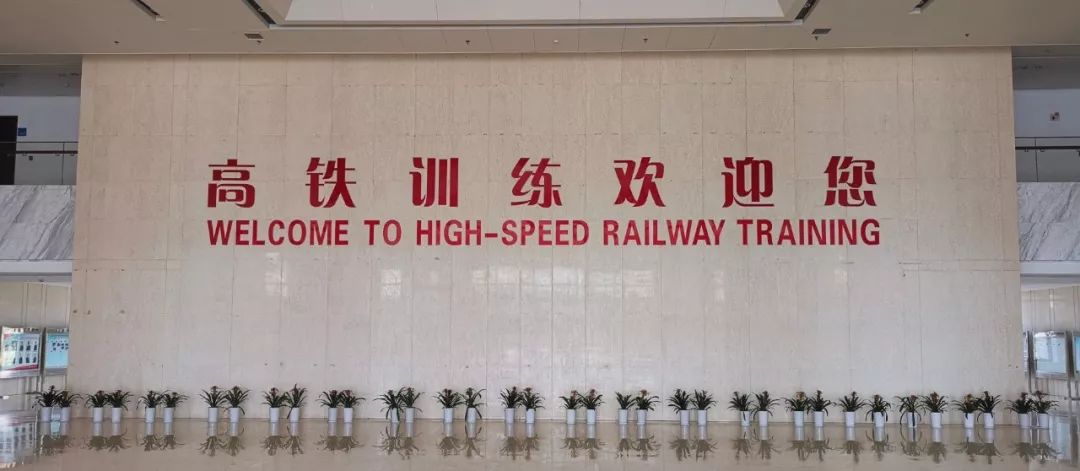 高铁训练欢迎您
WELCOME TO HIGH-SPEED RAILWAY TRAINING